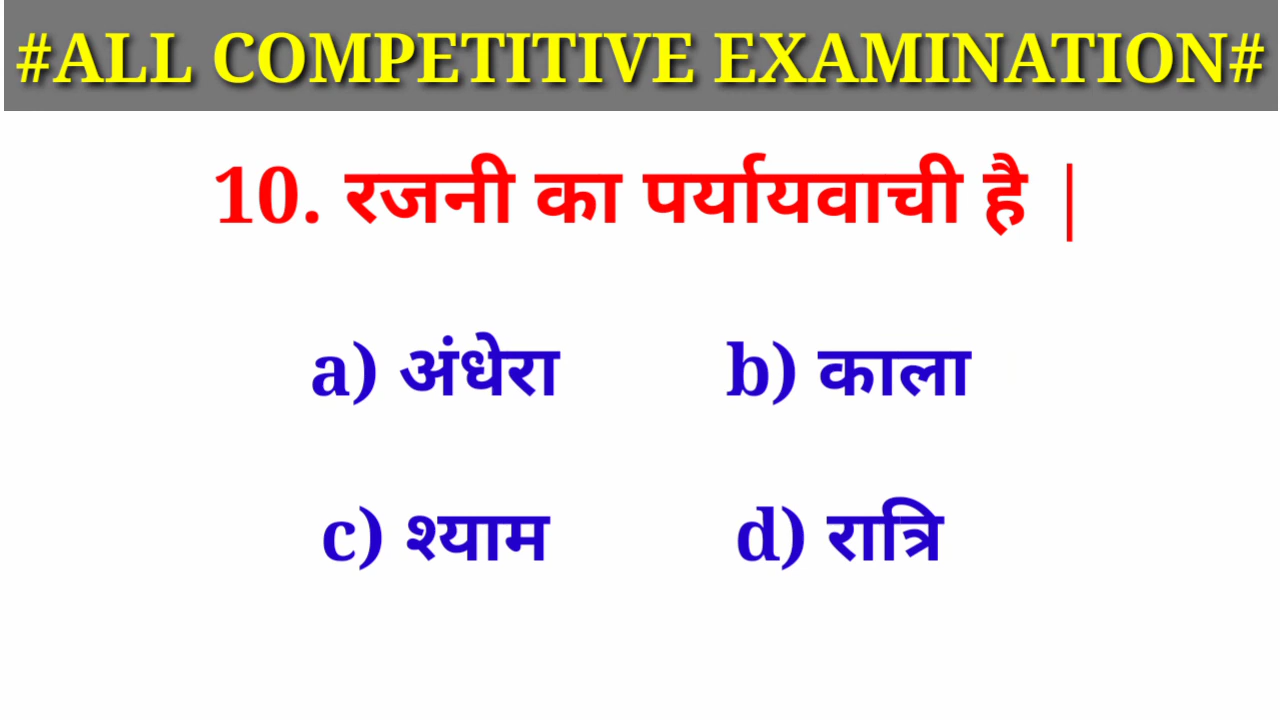 #ALL COMPETITIVE EXAMINATION#
10. रजनी का पर्यायवाची है |
a) अंधेरा b) काला
c) श्याम d) रात्रि